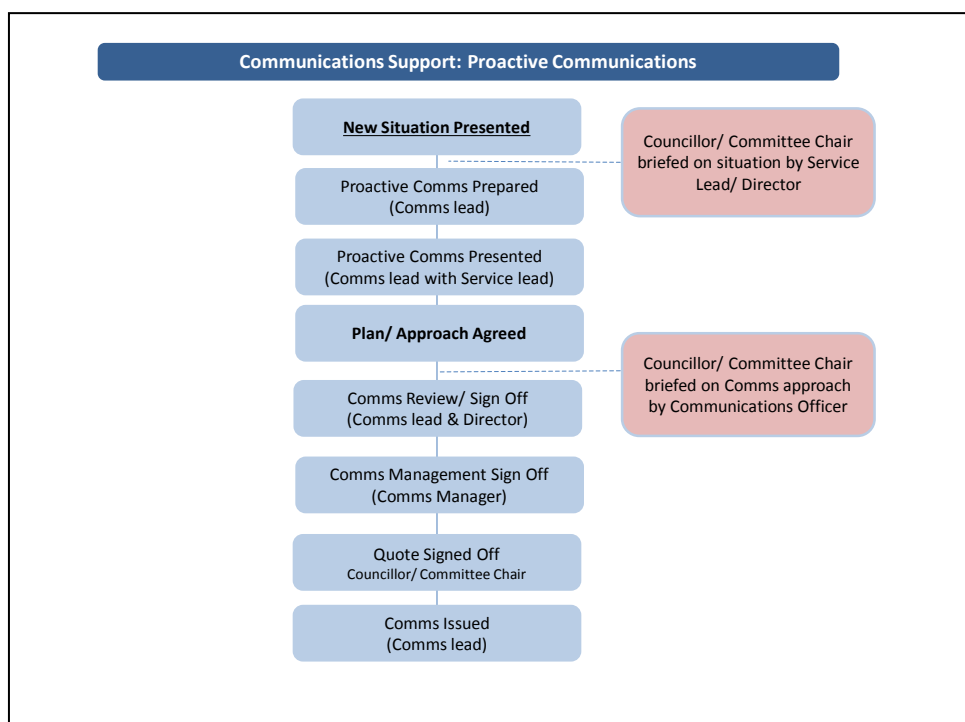 Communications Support: Proactive Communications
New Situation Presented
Councillor/ Committee Chair
briefed on situation by Service
Lead/ Director
Proactive Comms Prepared
(Comms lead)
Proactive Comms Presented
(Comms lead with Service lead)
Plan/ Approach Agreed
Councillor/ Committee Chair
briefed on Comms approach
by Communications Officer
Comms Review/ Sign Off
(Comms lead & Director)
Comms Management Sign Off
(Comms Manager)
Quote Signed Off
Councillor/ Committee Chair
Comms Issued
(Comms lead)